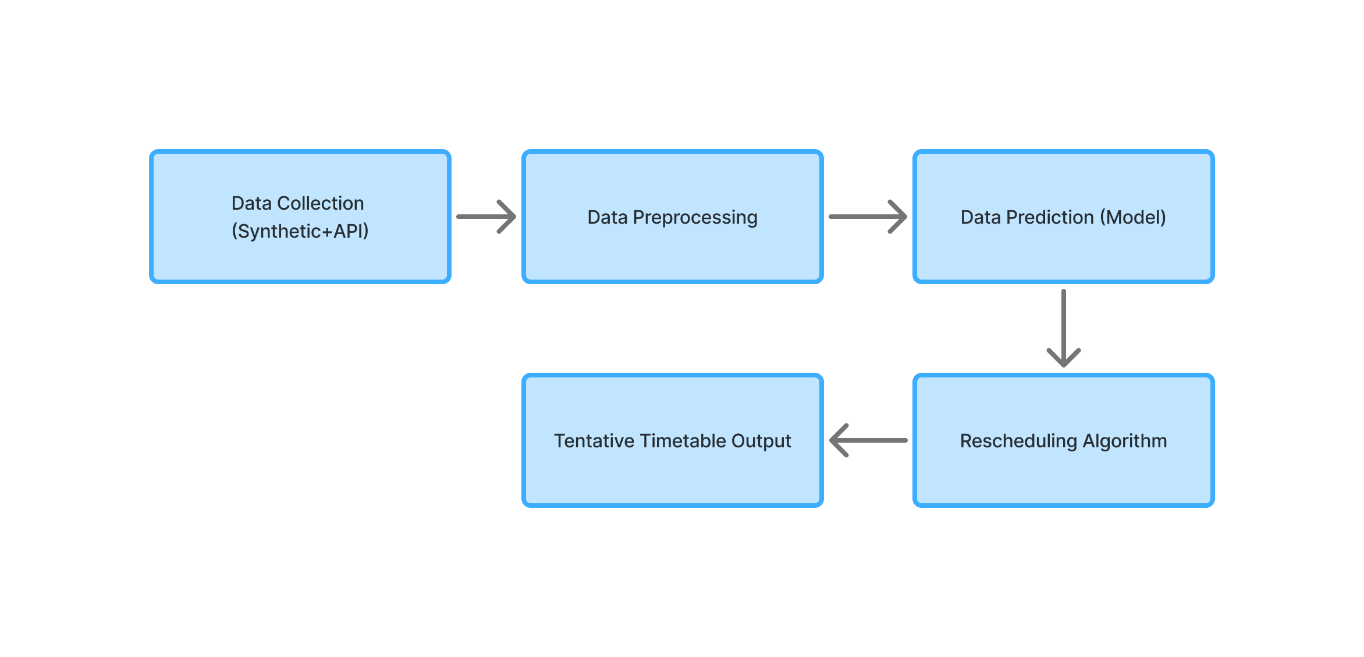 Data Collection
(Synthetic+API)
Data Preprocessing
Data Prediction (Model)
Rescheduling Algorithm
Tentative Timetable Output